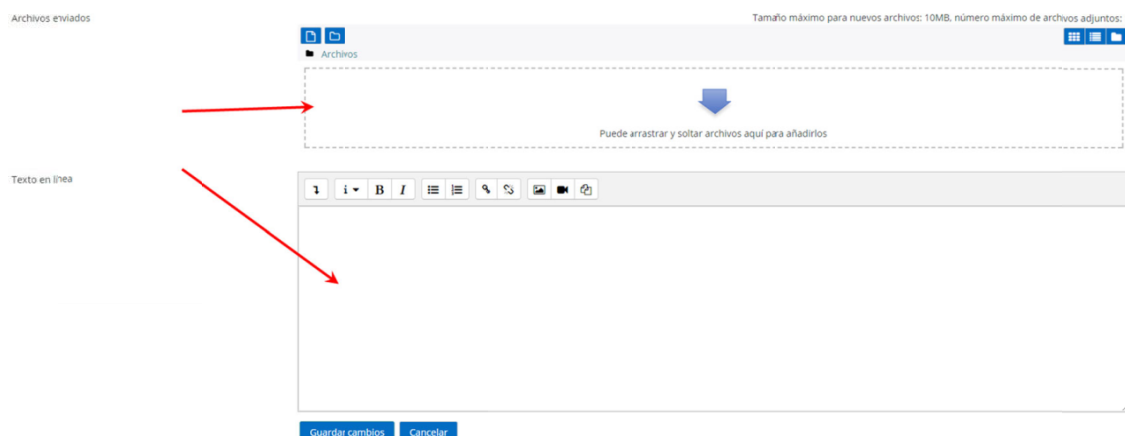 Archivos enviados
Tamaño máximo para nuevos archivos: 10MB, número máximo de archivos adjuntos:
Archivos
Puede arrastrar y soltar archivos aquí para añadirlos
Texto en línea
i B I
Guardar cambios Cancelar